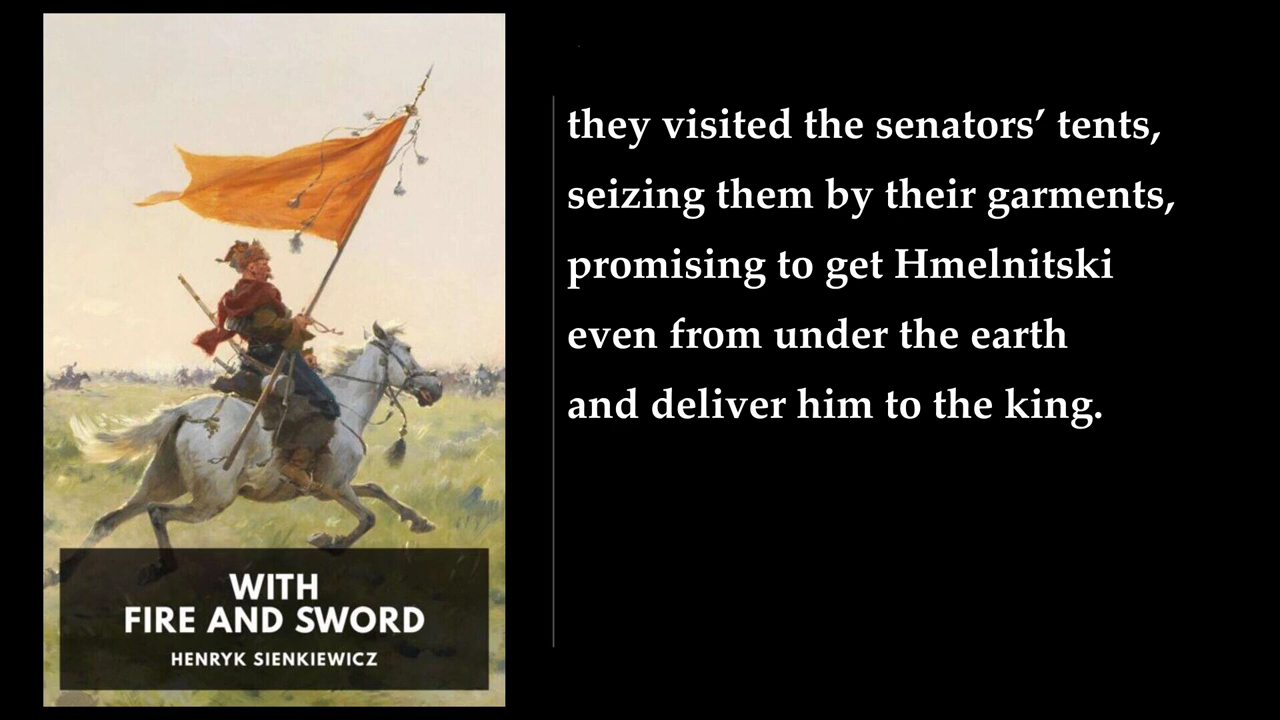 WITH
FIRE AND SWORD
HENRYK SIENKIEWICZ
they visited the senators’ tents,
seizing them by their garments,
promising to get Hmelnitski
even from under the earth
and deliver him to the king.